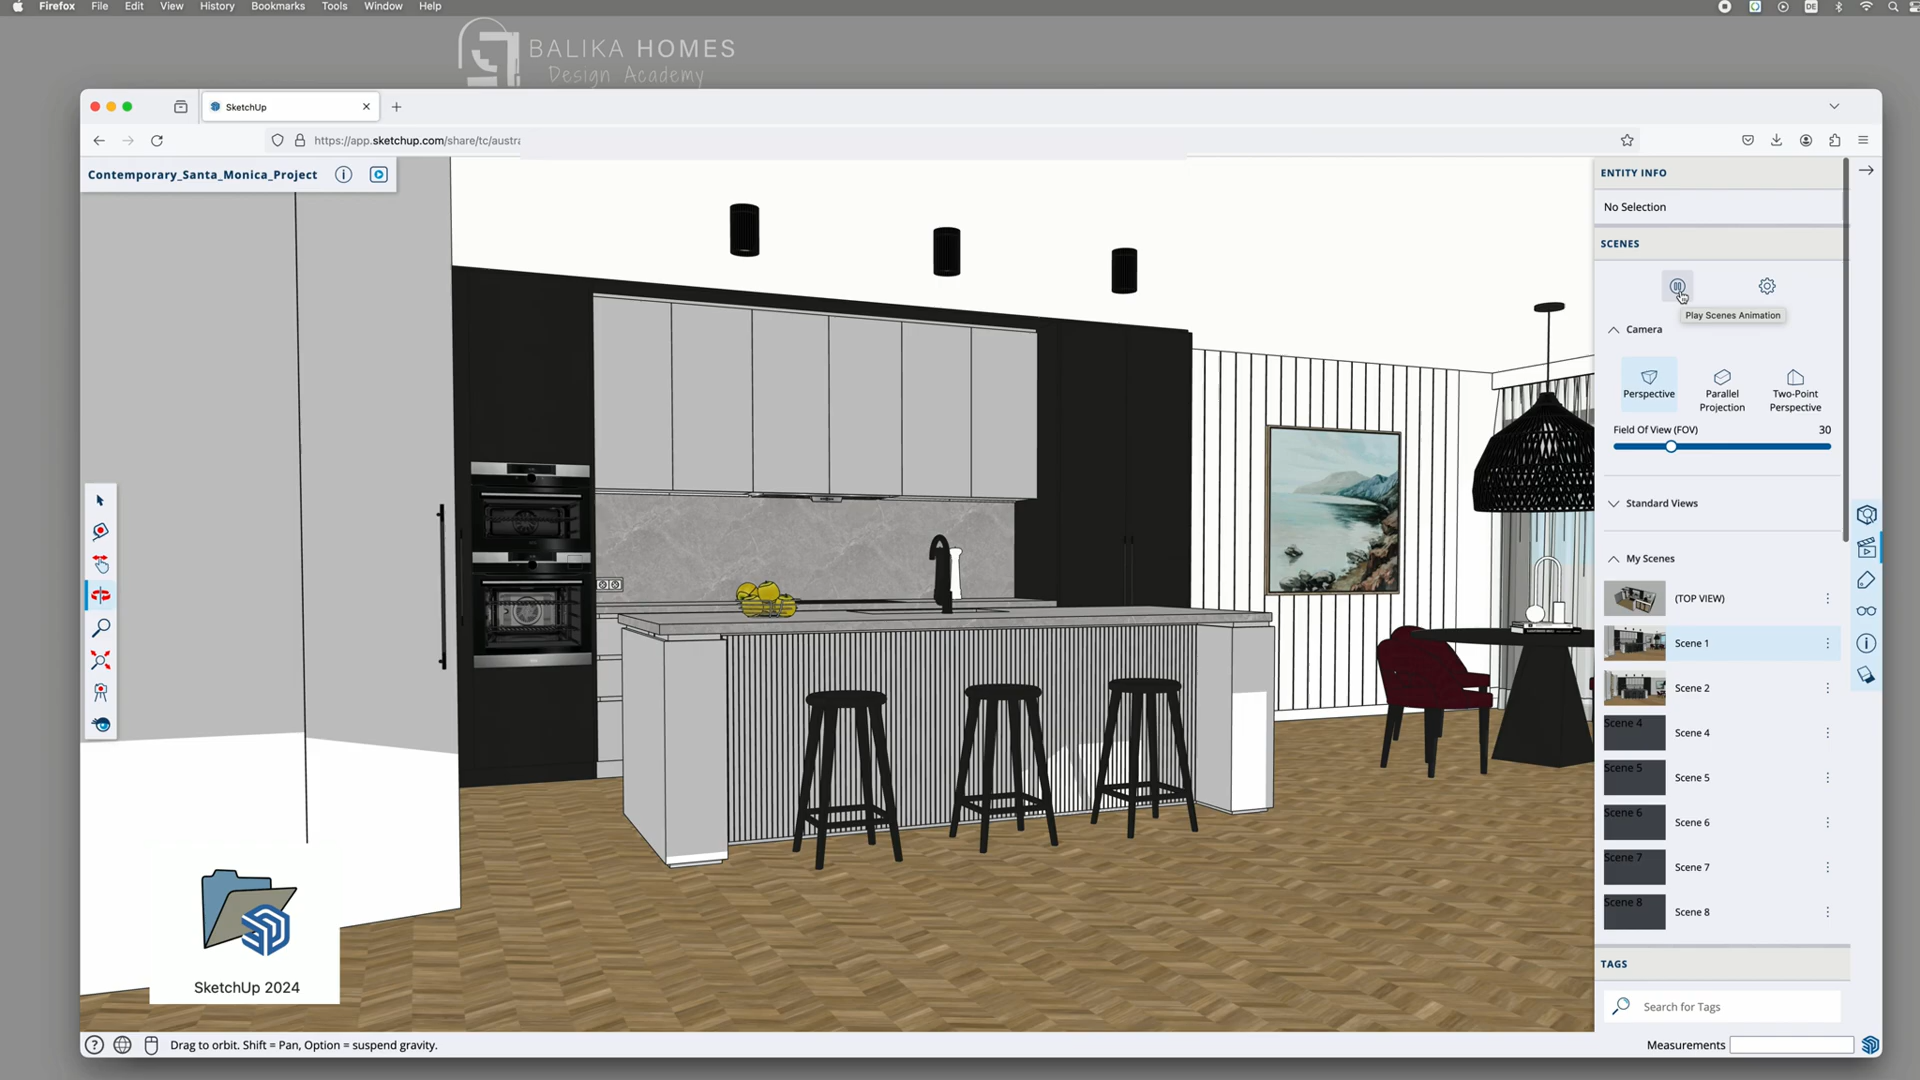 Firefox File Edit View History Bookmarks Tools Window Help
DE
BALIKA HOMES
Design Academy
SketchUp
https://app.sketchup.com/share/tc/austra
Contemporary_Santa_Monica_Project
ENTITY INFO
No Selection
SCENES
Play Scenes Animation
Camera
Perspective
Parallel Projection
Two-Point Perspective
Field Of View (FOV) 30
Standard Views
My Scenes
(TOP VIEW)
Scene 1
Scene 2
Scene 4 Scene 4
Scene 5 Scene 5
Scene 6 Scene 6
Scene 7 Scene 7
Scene 8 Scene 8
TAGS
Search for Tags
SketchUp 2024
Drag to orbit. Shift = Pan, Option = suspend gravity.
Measurements